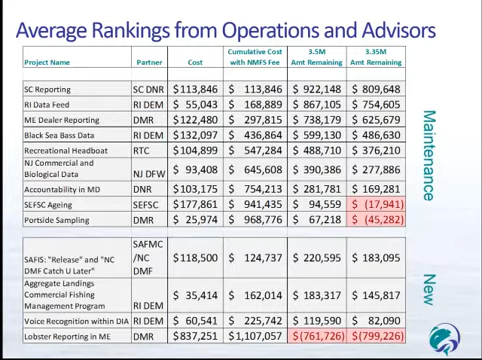 Average Rankings from Operations and Advisors
Project Name Partner Cost Cumulative Cost with NMFS Fee 3.5M Amt Remaining 3.35M Amt Remaining
SC Reporting SC DNR $113,846 $ 113,846 $ 922,148 $ 809,648
RI Data Feed RI DEM $ 55,043 $ 168,889 $ 867,105 $ 754,605
ME Dealer Reporting DMR $122,480 $ 297,815 $ 738,179 $ 625,679
Black Sea Bass Data RI DEM $132,097 $ 436,864 $ 599,130 $ 486,630
Recreational Headboat RTC $104,899 $ 547,284 $ 488,710 $ 376,210
NJ Commercial and Biological Data NJ DFW $ 93,408 $ 645,608 $ 390,386 $ 277,886
Accountability in MD DNR $103,175 $ 754,213 $ 281,781 $ 169,281
SEFSC Ageing SEFSC $177,861 $ 941,435 $ 94,559 $ (17,941)
Portside Sampling DMR $ 25,974 $ 968,776 $ 67,218 $ (45,282)
Maintenance
SAFIS: "Release" and "NC DMF Catch U Later" SAFMC /NC DMF $118,500 $ 124,737 $ 220,595 $ 183,095
Aggregate Landings Commercial Fishing Management Program RI DEM $ 35,414 $ 162,014 $ 183,317 $ 145,817
Voice Recognition within DIA RI DEM $ 60,541 $ 225,742 $ 119,590 $ 82,090
Lobster Reporting in ME DMR $837,251 $1,107,057 $(761,726) $(799,226)
New